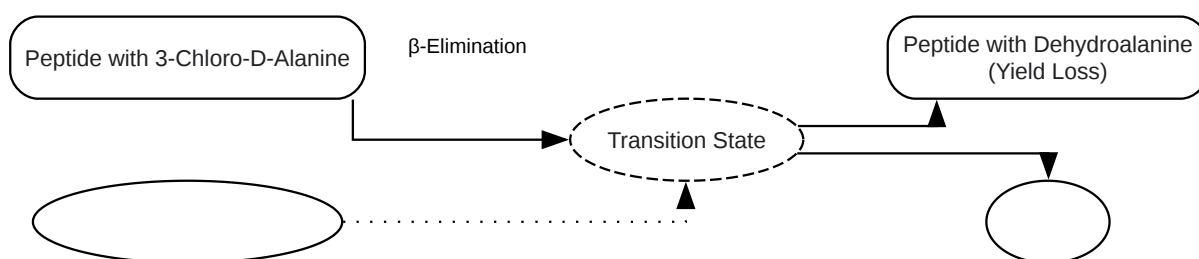 Peptide with 3-Chloro-D-Alanine
β-Elimination
Peptide with Dehydroalanine
(Yield Loss)
Transition State